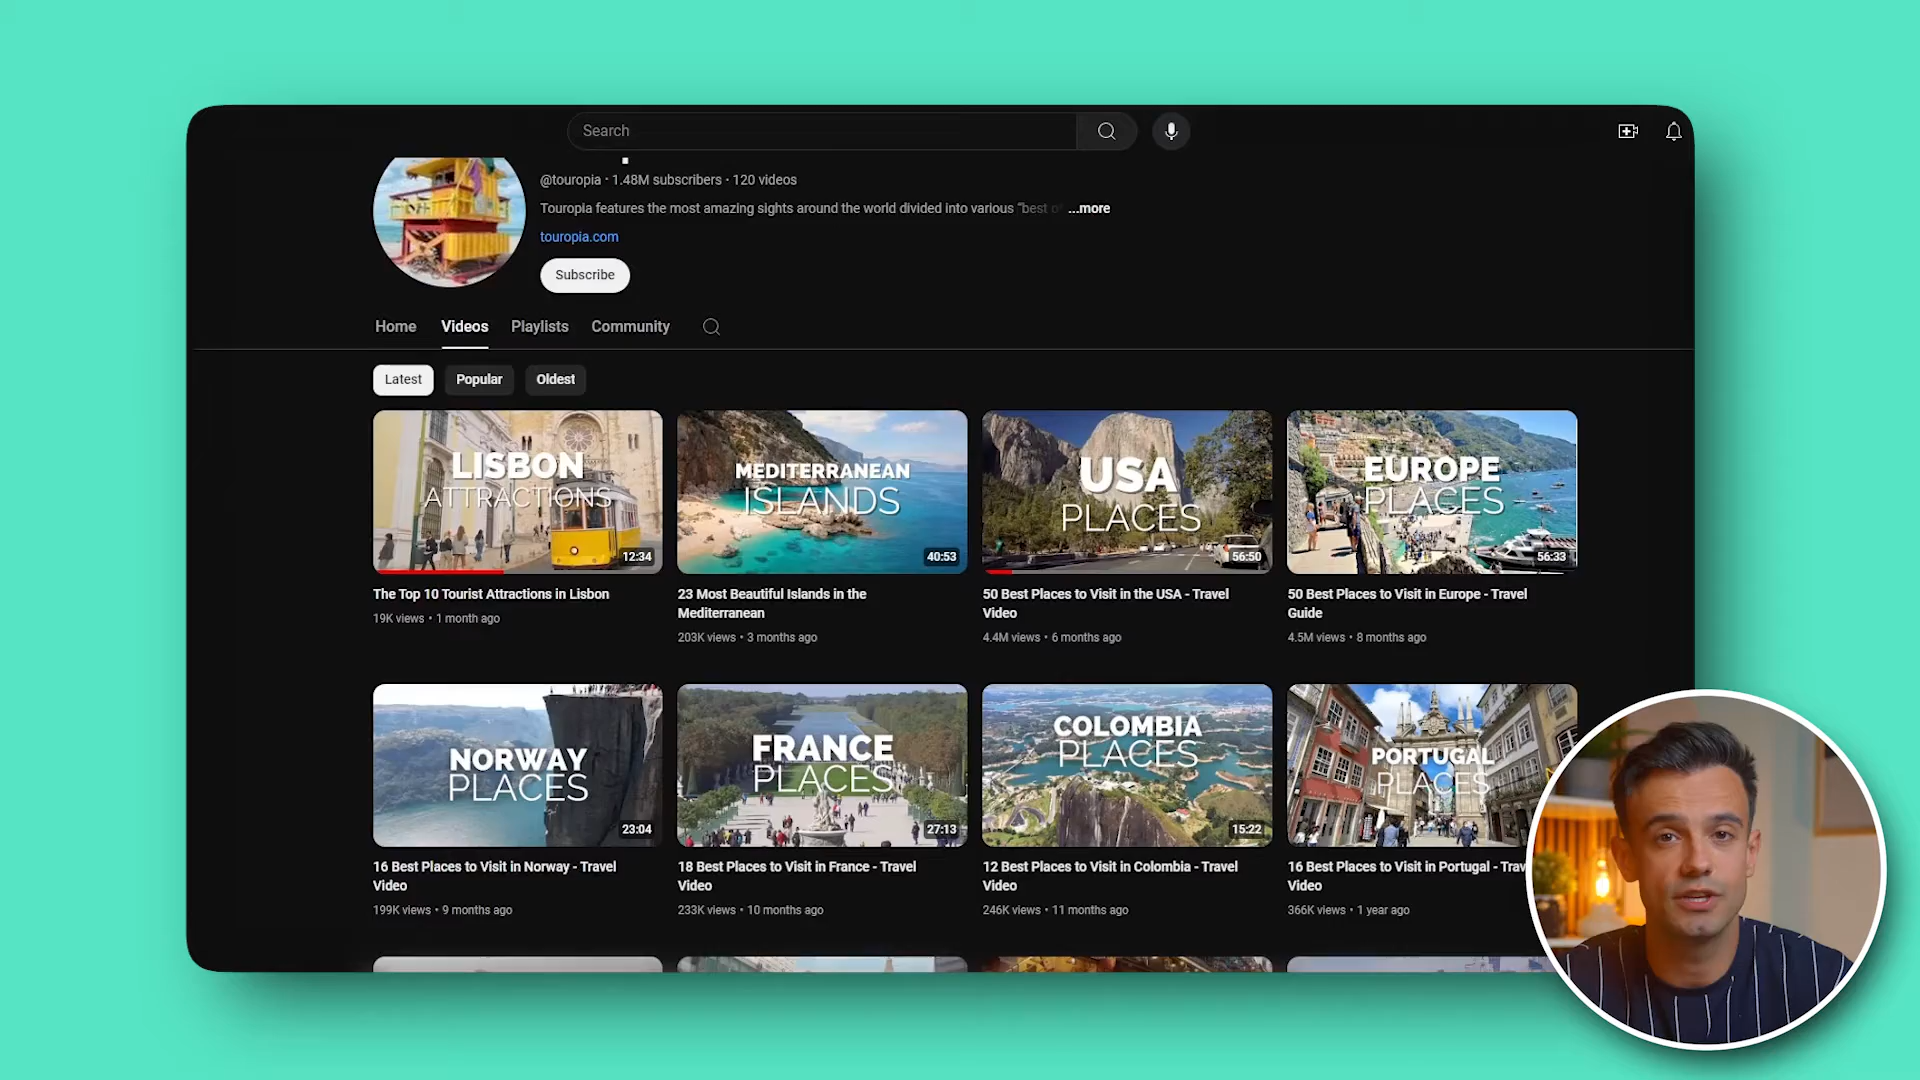 Search
@touropia · 1.48M subscribers · 120 videos
Touropia features the most amazing sights around the world divided into various "best of ...more
touropia.com
Subscribe
Home Videos Playlists Community
Latest Popular Oldest
LISBON
ATTRACTIONS
12:34
MEDITERRANEAN
ISLANDS
40:53
USA
PLACES
56:50
EUROPE
PLACES
56:33
The Top 10 Tourist Attractions in Lisbon
19K views • 1 month ago
23 Most Beautiful Islands in the
Mediterranean
203K views • 3 months ago
50 Best Places to Visit in the USA - Travel
Video
4.4M views • 6 months ago
50 Best Places to Visit in Europe - Travel
Guide
4.5M views • 8 months ago
NORWAY
PLACES
23:04
FRANCE
PLACES
27:13
COLOMBIA
PLACES
15:22
PORTUGAL
PLACES
16 Best Places to Visit in Norway - Travel
Video
199K views • 9 months ago
18 Best Places to Visit in France - Travel
Video
233K views • 10 months ago
12 Best Places to Visit in Colombia - Travel
Video
246K views • 11 months ago
16 Best Places to Visit in Portugal - Trav
Video
366K views • 1 year ago